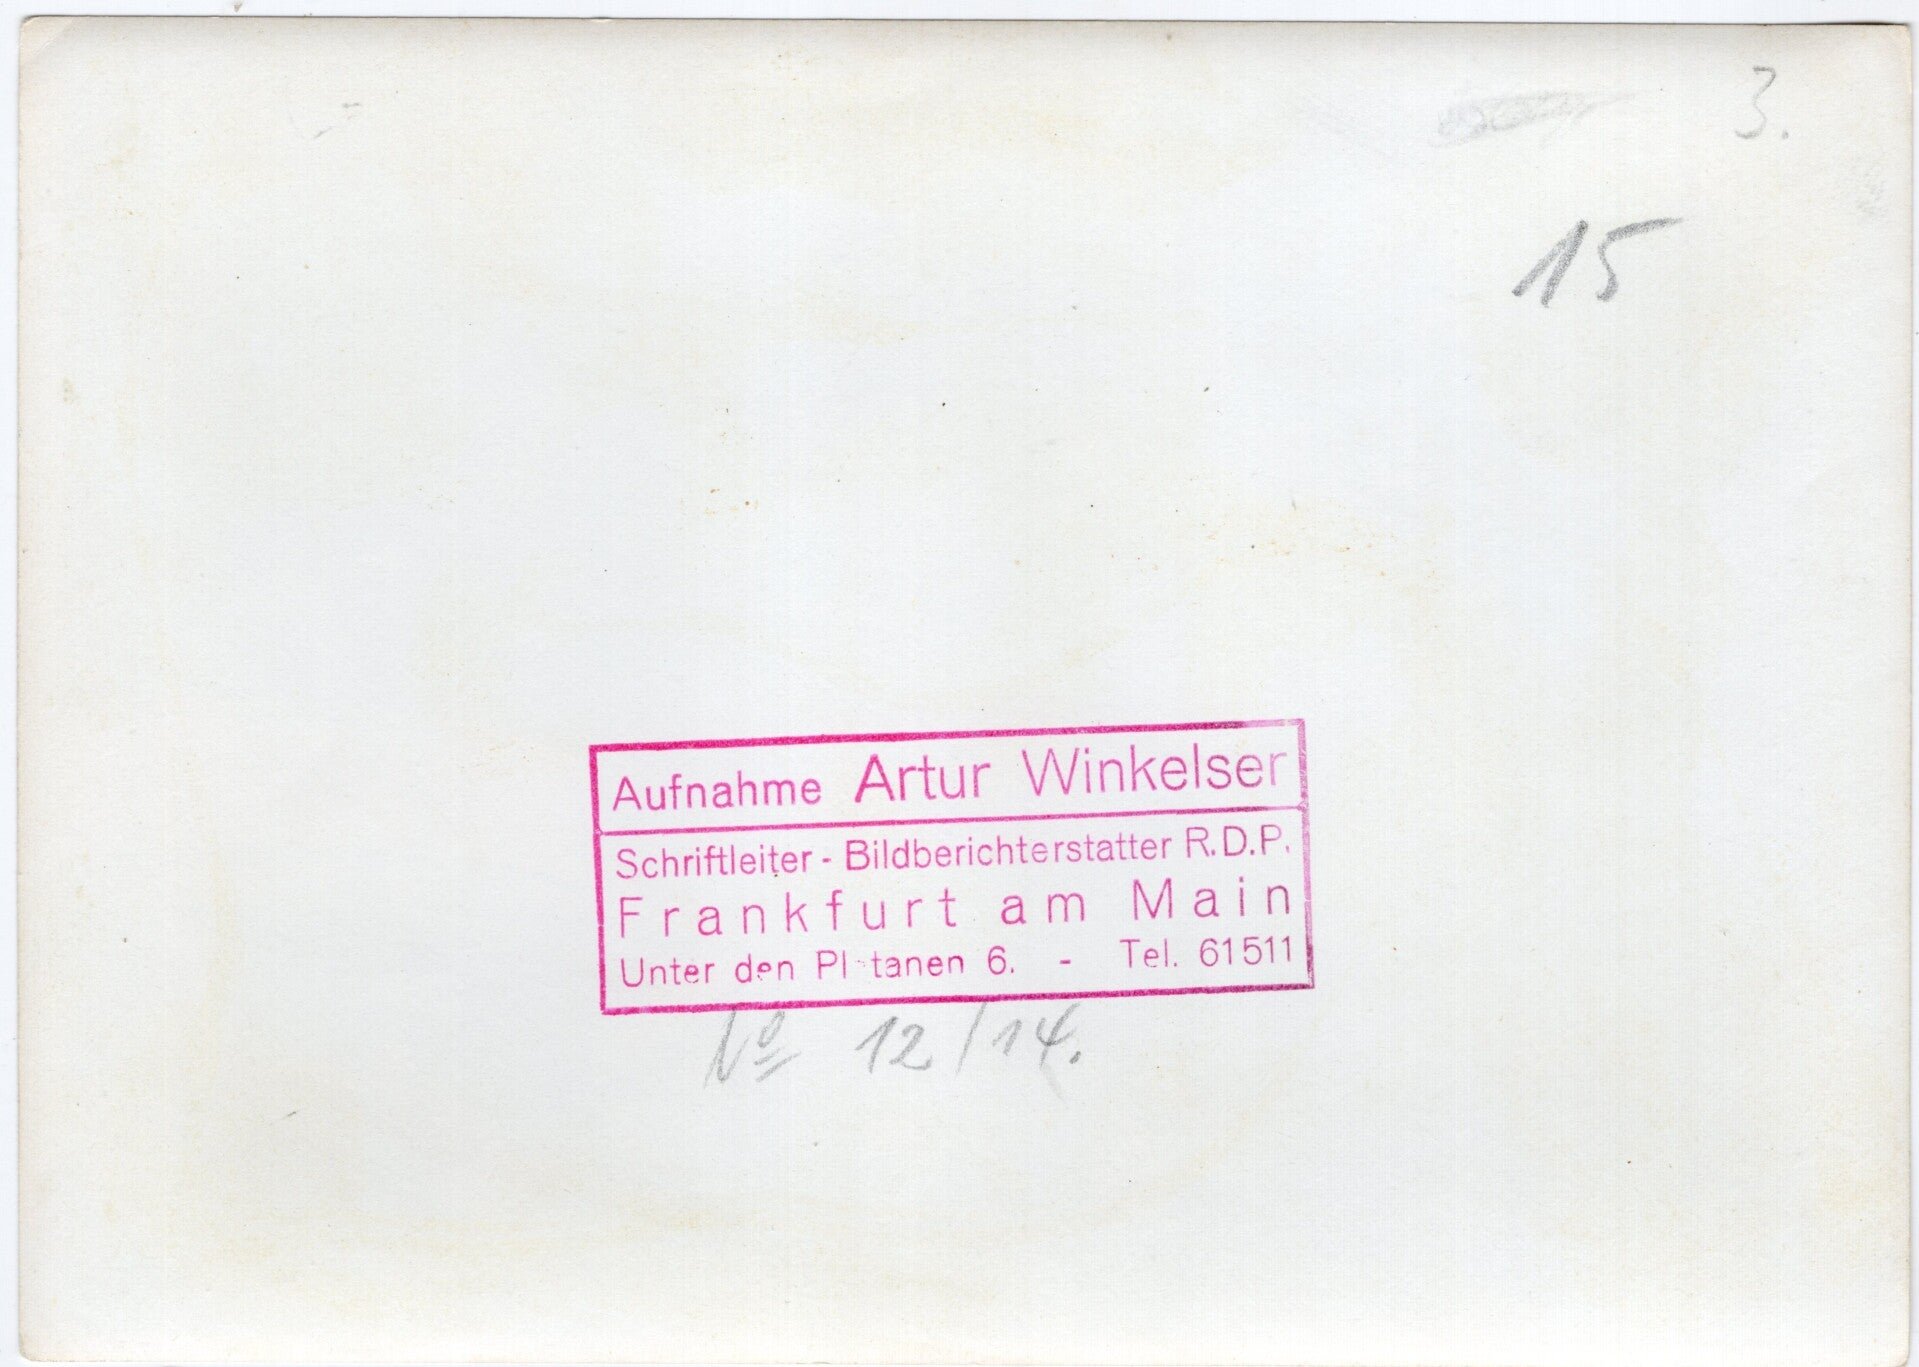 3.
15
Aufnahme Artur Winkelser
Schriftleiter - Bildberichterstatter R.D.P.
Frankfurt am Main
Unter den Pl tanen 6. - Tel. 61511
No 12/14.